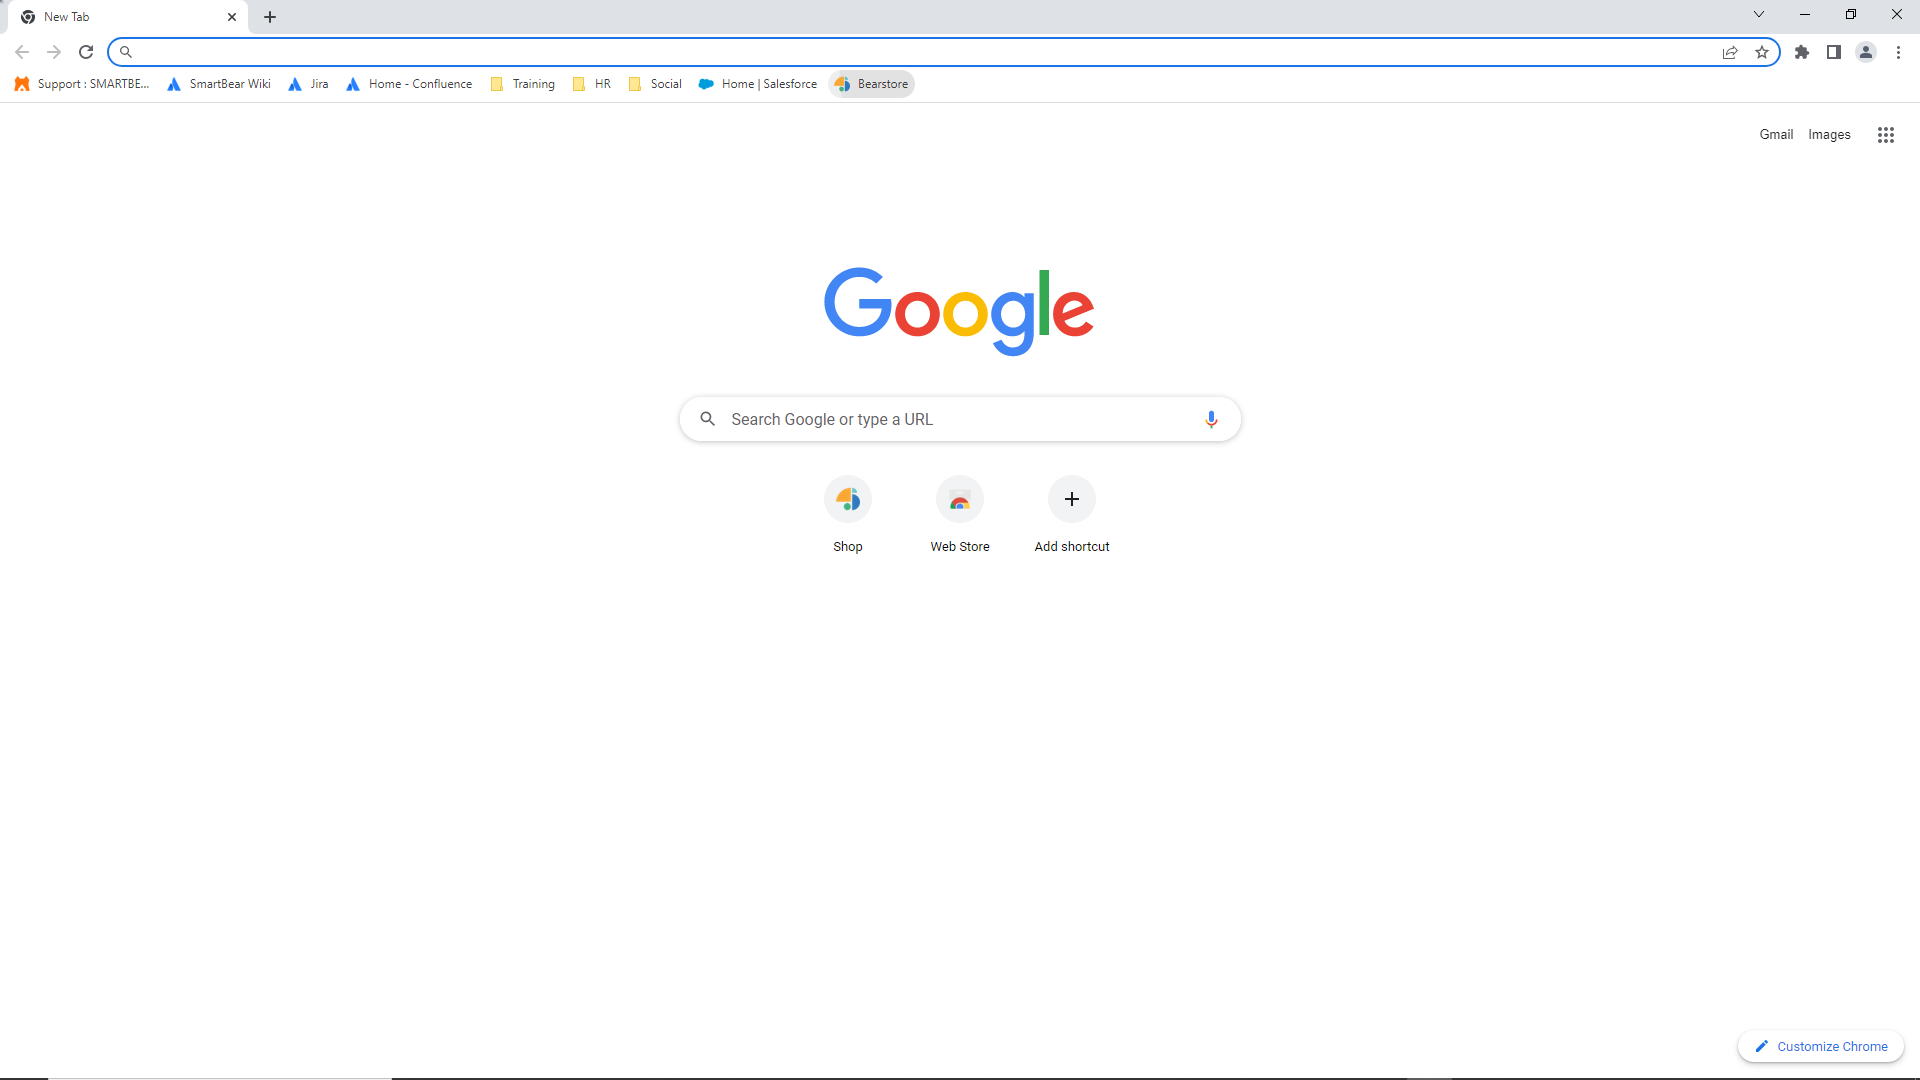 New Tab
Support : SMARTBE... SmartBear Wiki Jira Home - Confluence Training HR Social Home | Salesforce Bearstore
Gmail Images
Google
Search Google or type a URL
Shop Web Store Add shortcut
Customize Chrome